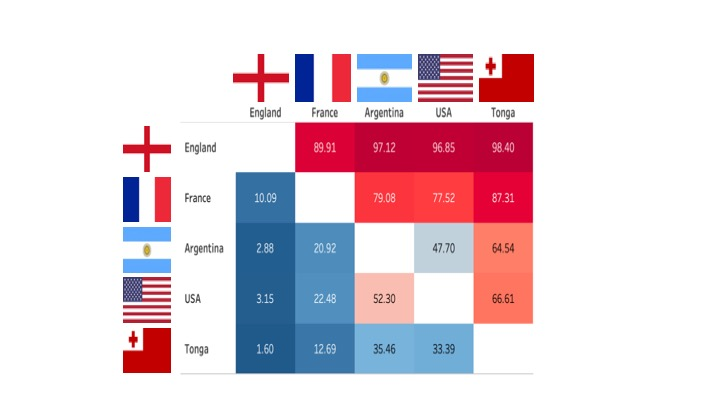 England France Argentina USA Tonga
England 89.91 97.12 96.85 98.40
France 10.09 79.08 77.52 87.31
Argentina 2.88 20.92 47.70 64.54
USA 3.15 22.48 52.30 66.61
Tonga 1.60 12.69 35.46 33.39